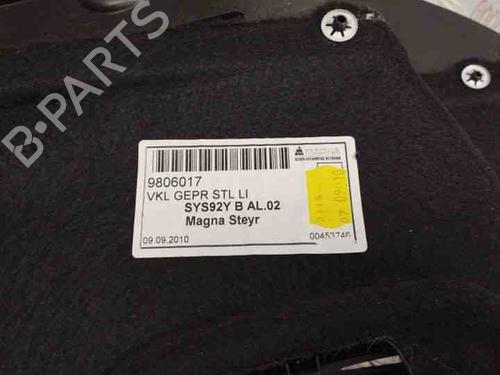 B-PARTS
9806017
VKL GEPR STL LI
SYS92Y B AL.02
Magna Steyr
09.09.2010
00453740